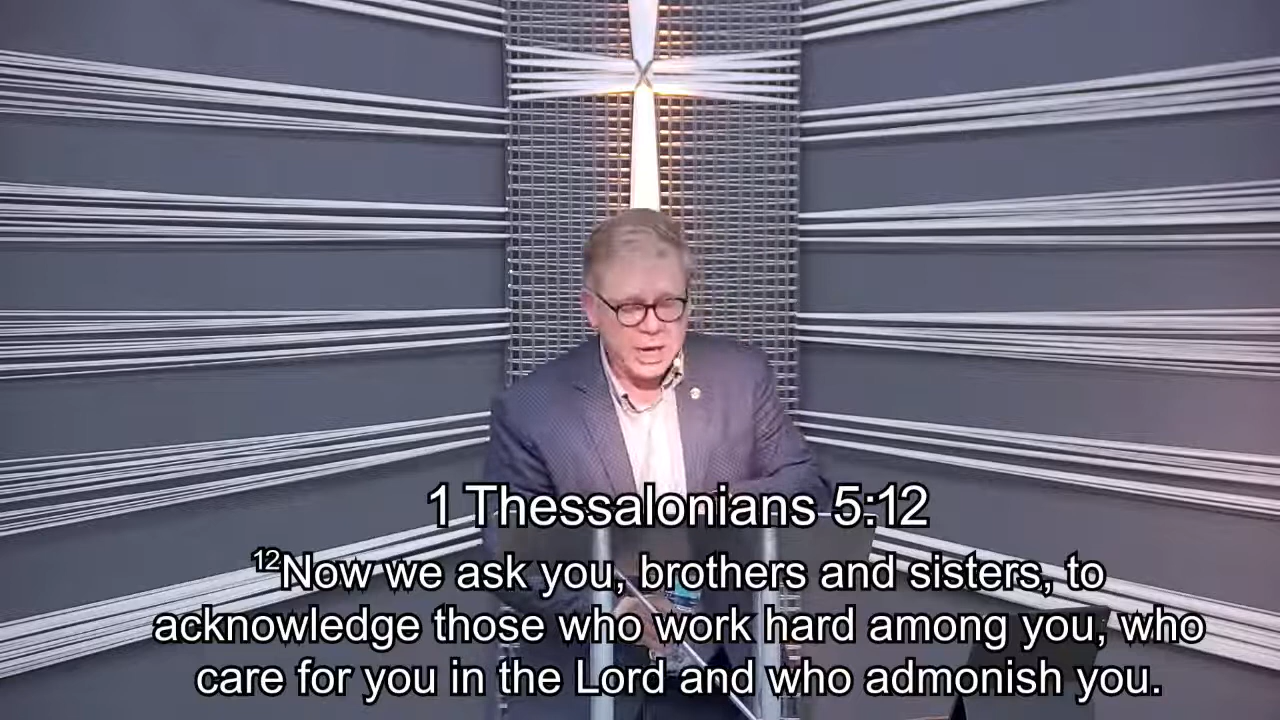 1 Thessalonians 5:12
¹²Now we ask you, brothers and sisters, to
acknowledge those who work hard among you, who
care for you in the Lord and who admonish you.